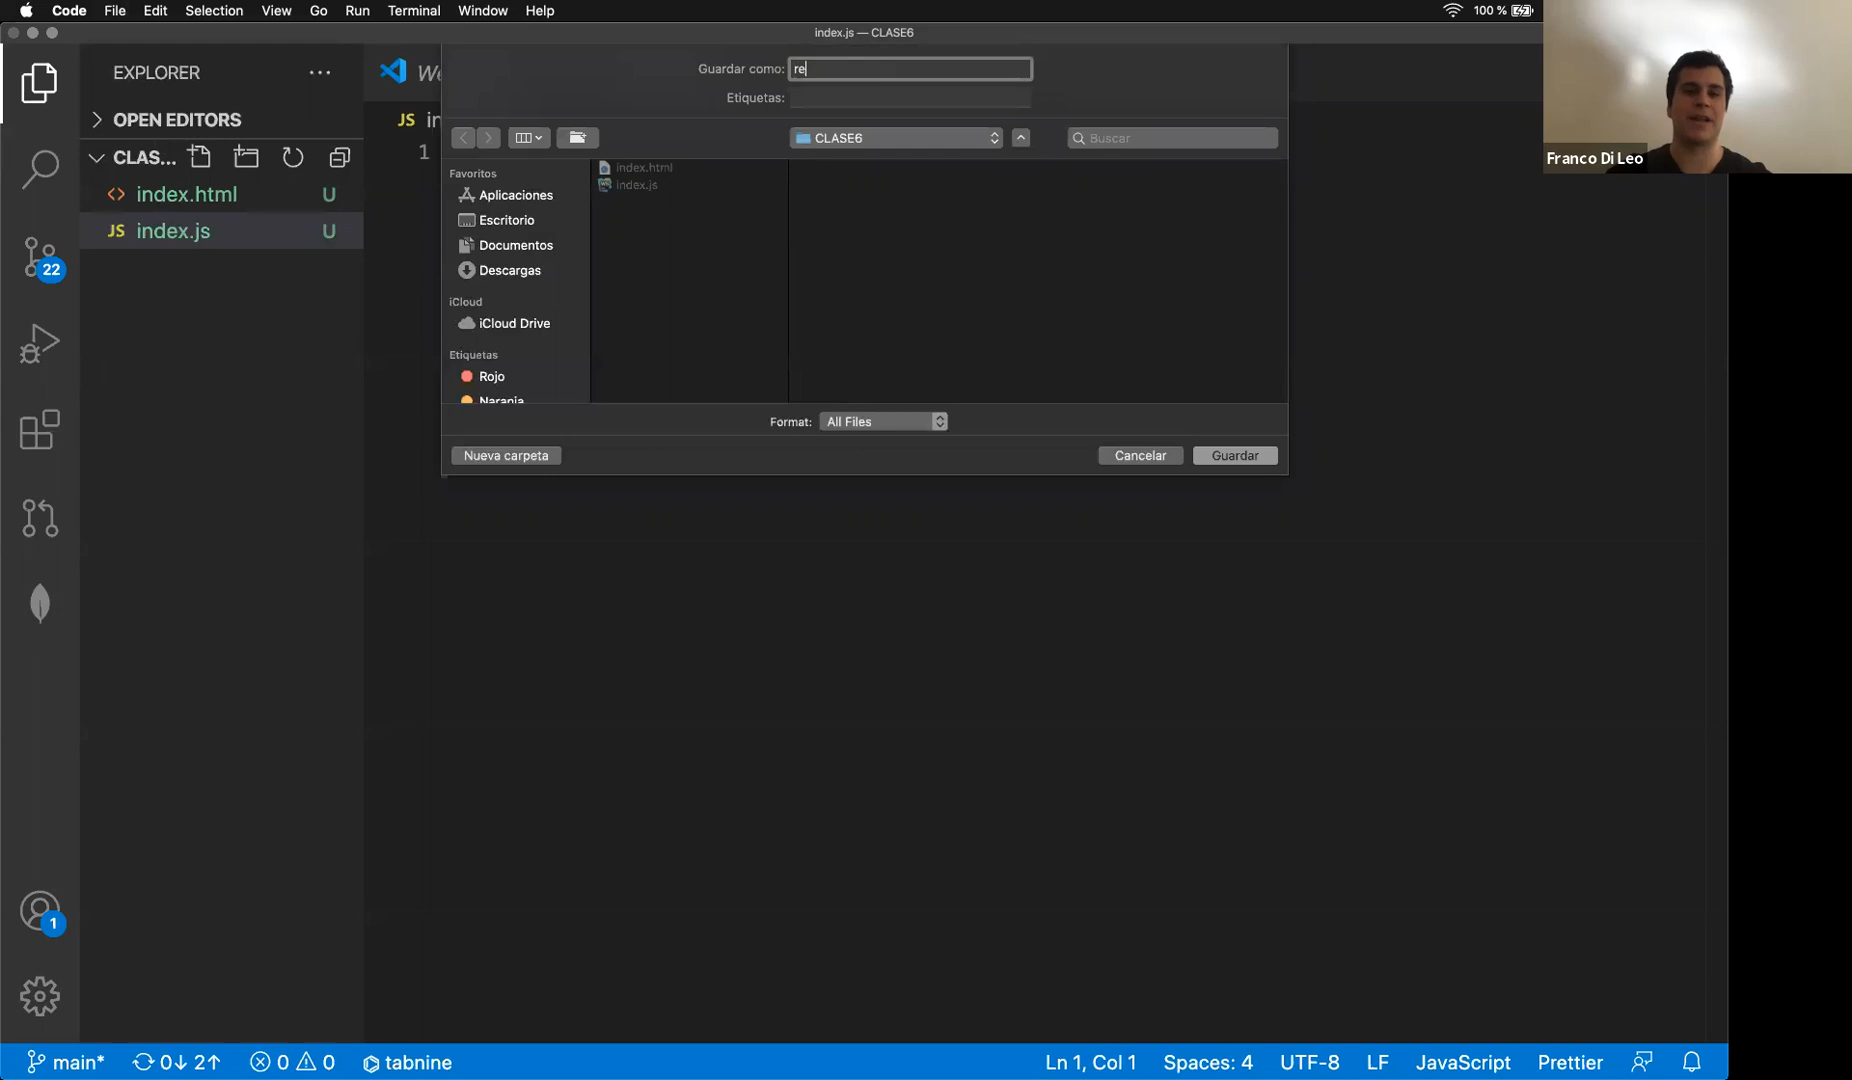 Code File Edit Selection View Go Run Terminal Window Help 100 %
index.js — CLASE6
EXPLORER
We
Guardar como: re
Etiquetas:
OPEN EDITORS
JS in
CLASE6
Buscar
CLAS...
1
Franco Di Leo
index.html U
JS index.js U
Favoritos
Aplicaciones
Escritorio
Documentos
Descargas
iCloud
iCloud Drive
Etiquetas
Rojo
Naranja
index.html
index.js
22
Format: All Files
Nueva carpeta Cancelar Guardar
1
main* 0↓ 2↑ 0 0 tabnine Ln 1, Col 1 Spaces: 4 UTF-8 LF JavaScript Prettier